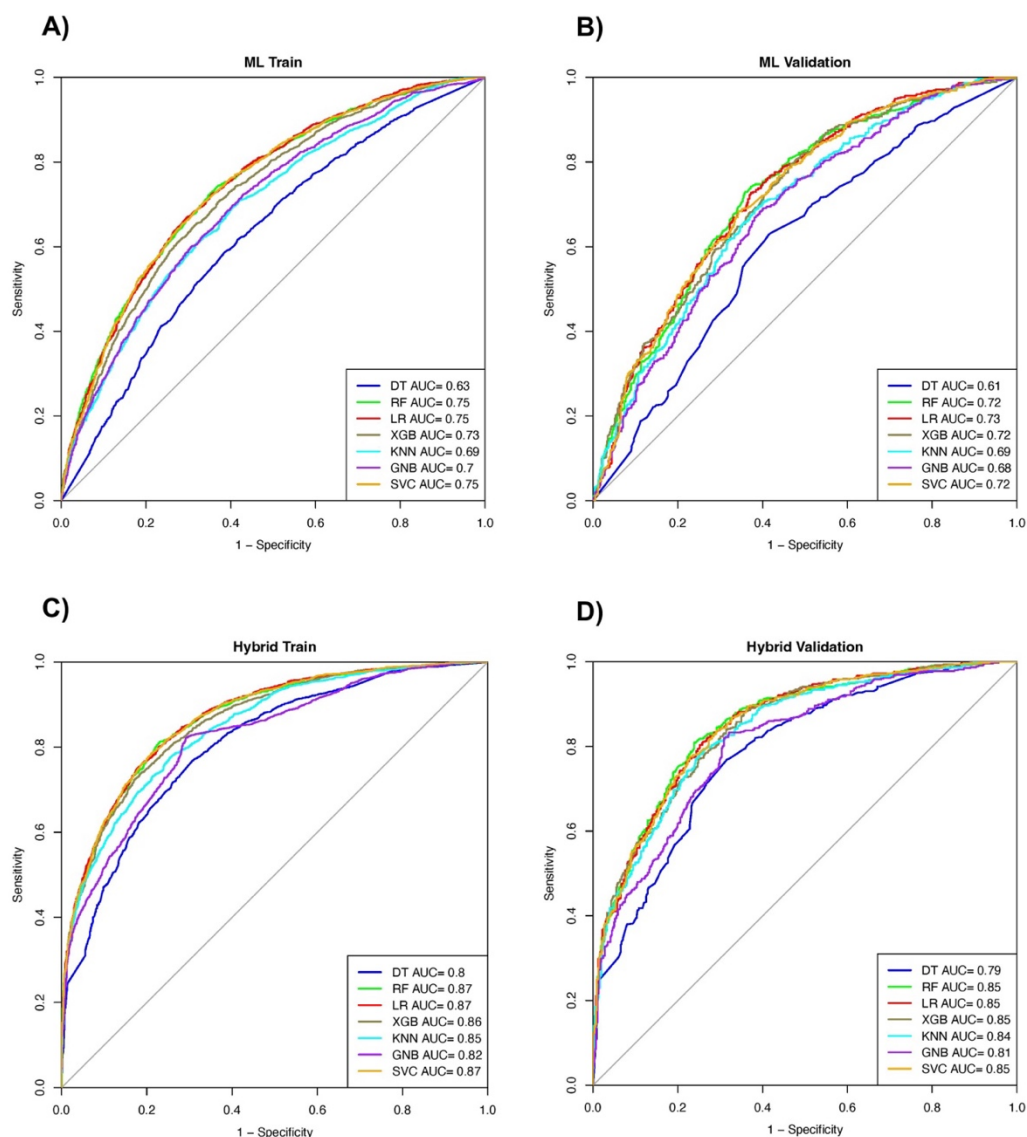 A)
ML Train
Sensitivity
1.0
0.8
0.6
0.4
0.2
0.0
DT AUC= 0.63
RF AUC= 0.75
LR AUC= 0.75
XGB AUC= 0.73
KNN AUC= 0.69
GNB AUC= 0.7
SVC AUC= 0.75
0.0 0.2 0.4 0.6 0.8 1.0
1 − Specificity
B)
ML Validation
Sensitivity
1.0
0.8
0.6
0.4
0.2
0.0
DT AUC= 0.61
RF AUC= 0.72
LR AUC= 0.73
XGB AUC= 0.72
KNN AUC= 0.69
GNB AUC= 0.68
SVC AUC= 0.72
0.0 0.2 0.4 0.6 0.8 1.0
1 − Specificity
C)
Hybrid Train
Sensitivity
1.0
0.8
0.6
0.4
0.2
0.0
DT AUC= 0.8
RF AUC= 0.87
LR AUC= 0.87
XGB AUC= 0.86
KNN AUC= 0.85
GNB AUC= 0.82
SVC AUC= 0.87
0.0 0.2 0.4 0.6 0.8 1.0
1 − Specificity
D)
Hybrid Validation
Sensitivity
1.0
0.8
0.6
0.4
0.2
0.0
DT AUC= 0.79
RF AUC= 0.85
LR AUC= 0.85
XGB AUC= 0.85
KNN AUC= 0.84
GNB AUC= 0.81
SVC AUC= 0.85
0.0 0.2 0.4 0.6 0.8 1.0
1 − Specificity